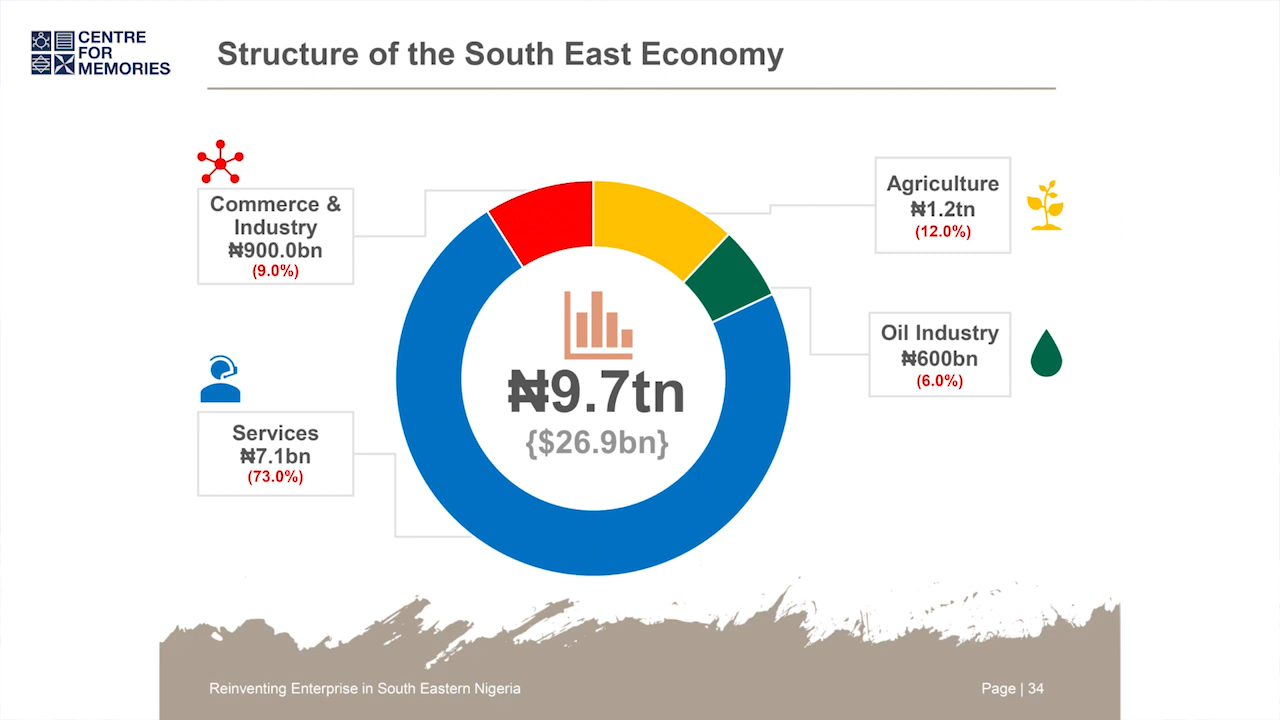 CENTRE
FOR
MEMORIES
Structure of the South East Economy
Commerce &
Industry
₦900.0bn
(9.0%)
Services
₦7.1bn
(73.0%)
₦9.7tn
{$26.9bn}
Agriculture
₦1.2tn
(12.0%)
Oil Industry
₦600bn
(6.0%)
Reinventing Enterprise in South Eastern Nigeria
Page | 34